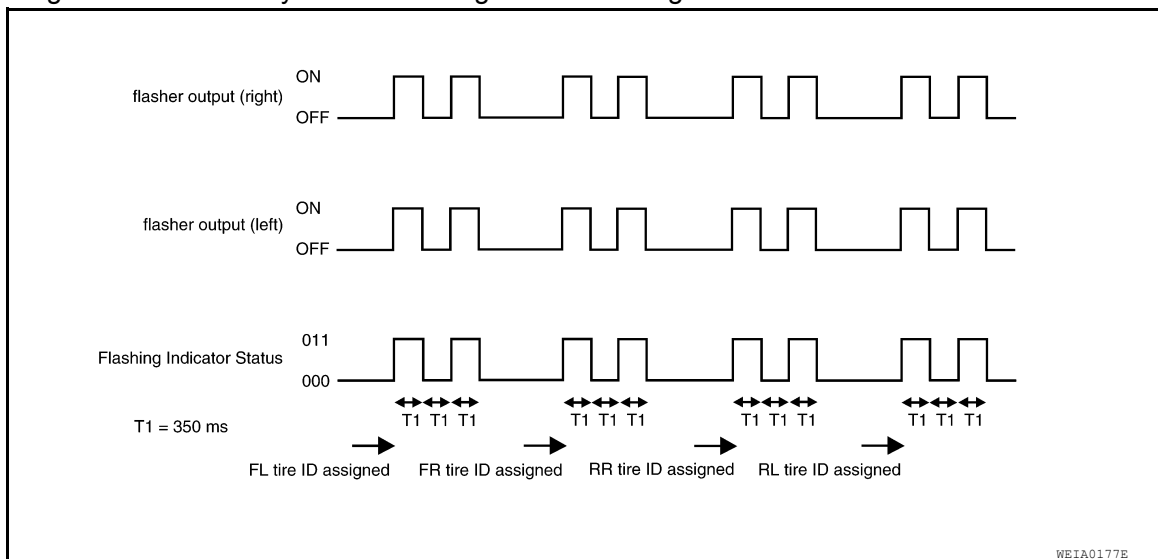 ON
flasher output (right)
OFF
ON
flasher output (left)
OFF
011
Flashing Indicator Status
000
T1 T1 T1 T1 T1 T1 T1 T1 T1 T1 T1 T1
T1 = 350 ms
FL tire ID assigned FR tire ID assigned RR tire ID assigned RL tire ID assigned
WEIA0177E